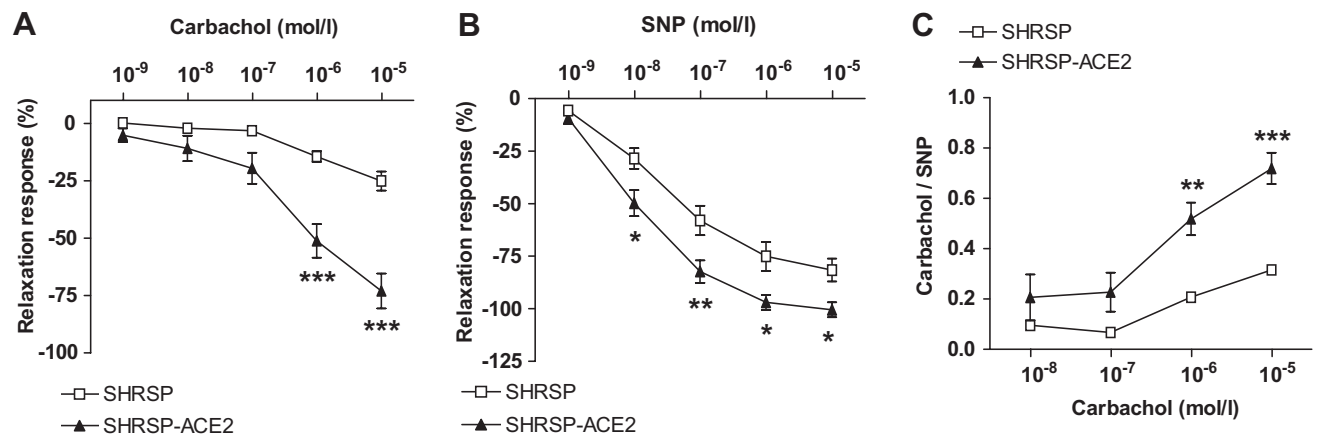 A
Carbachol (mol/l)
10-9 10-8 10-7 10-6 10-5
Relaxation response (%)
0
-25
-50
-75
-100
***
***
SHRSP
SHRSP-ACE2
B
SNP (mol/l)
10-9 10-8 10-7 10-6 10-5
Relaxation response (%)
0
-25
-50
-75
-100
-125
*
**
*
*
SHRSP
SHRSP-ACE2
C
SHRSP
SHRSP-ACE2
Carbachol / SNP
1.0
0.8
0.6
0.4
0.2
0.0
**
***
10-8 10-7 10-6 10-5
Carbachol (mol/l)